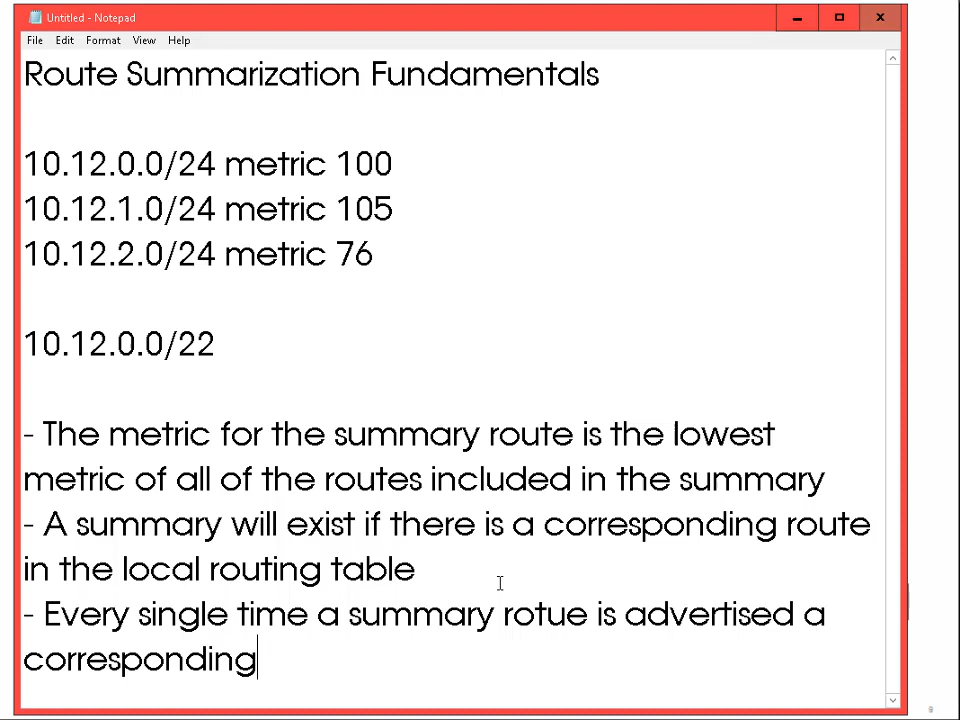 Untitled - Notepad
File Edit Format View Help
Route Summarization Fundamentals
10.12.0.0/24 metric 100
10.12.1.0/24 metric 105
10.12.2.0/24 metric 76
10.12.0.0/22
- The metric for the summary route is the lowest
metric of all of the routes included in the summary
- A summary will exist if there is a corresponding route
in the local routing table
- Every single time a summary rotue is advertised a
corresponding